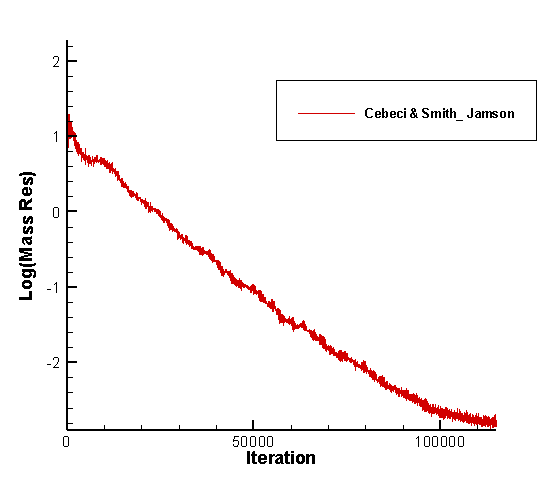 2
Cebeci & Smith_ Jamson
1
0
-1
-2
Log(Mass Res)
0 50000 100000
Iteration